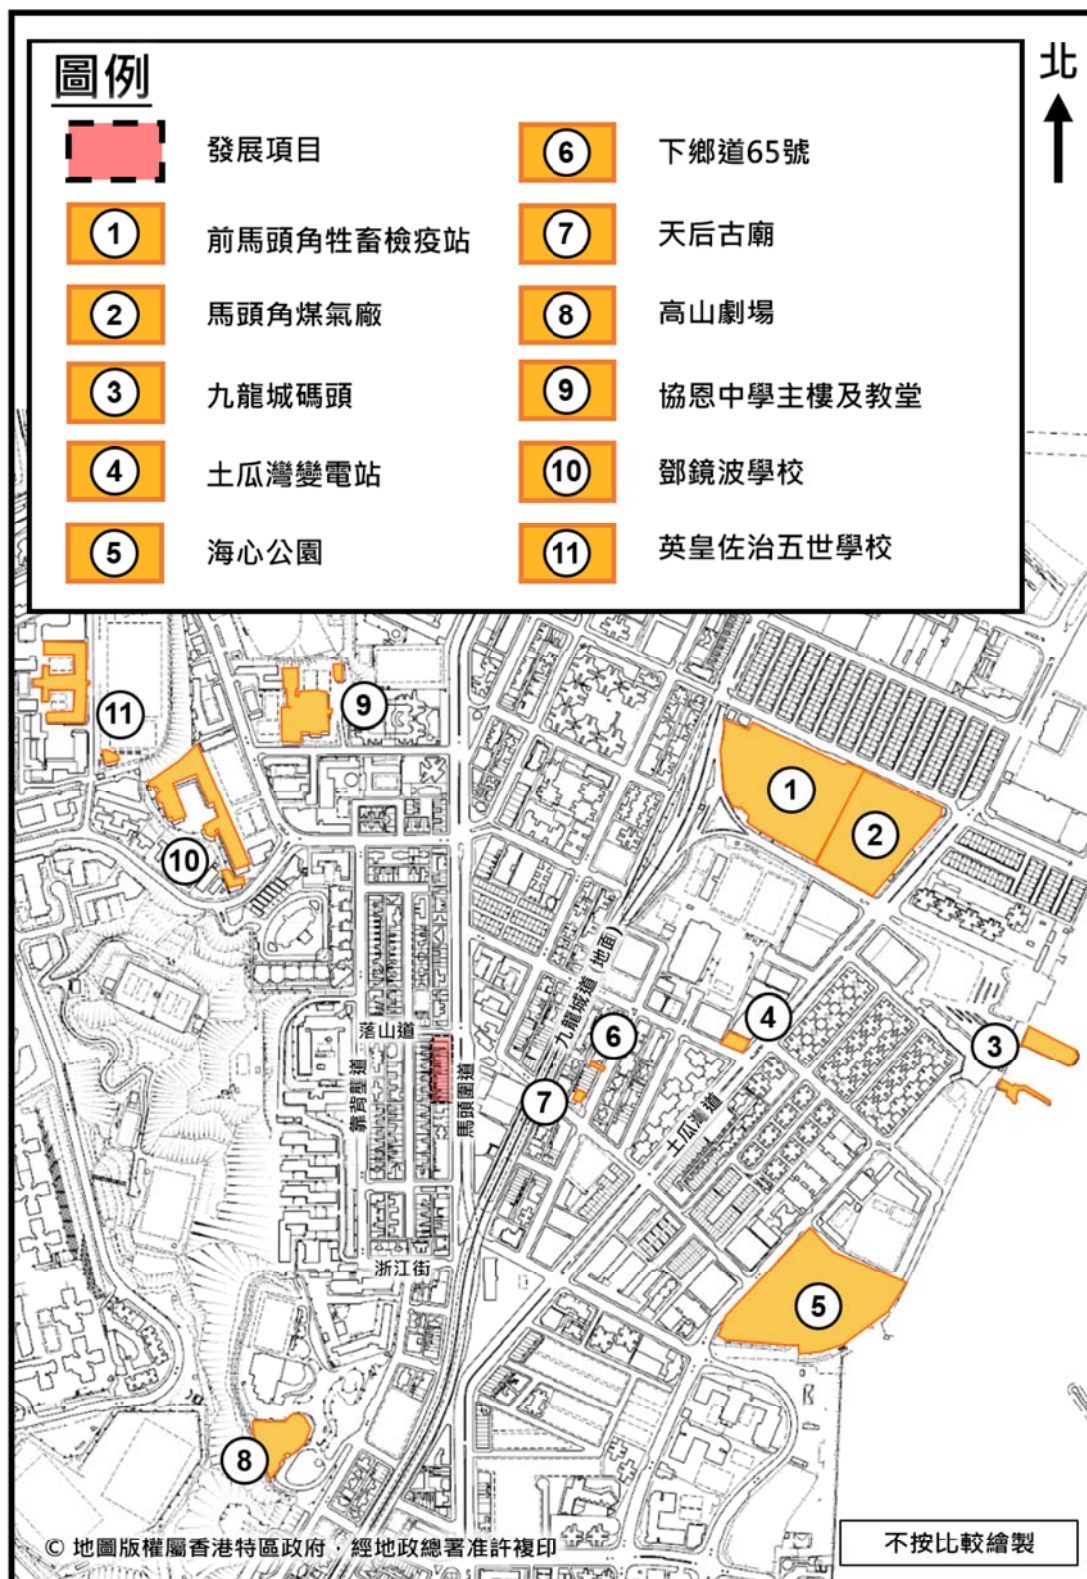 圖例
北
發展項目
1 前馬頭角牲畜檢疫站
2 馬頭角煤氣廠
3 九龍城碼頭
4 土瓜灣變電站
5 海心公園
6 下鄉道65號
7 天后古廟
8 高山劇場
9 協恩中學主樓及教堂
10 鄧鏡波學校
11 英皇佐治五世學校
11
9
10
1
2
九龍城道 (地面)
落山道
靠背壟道
馬頭圍道
6
7
4
3
土瓜灣道
浙江街
5
8
© 地圖版權屬香港特區政府，經地政總署准許複印
不按比較繪製